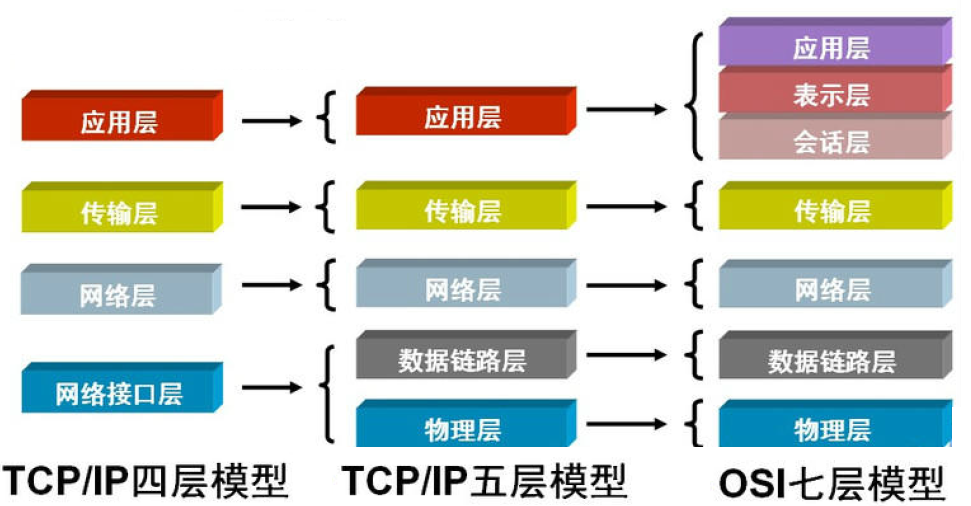 应用层
传输层
网络层
网络接口层
TCP/IP四层模型
应用层
传输层
网络层
数据链路层
物理层
TCP/IP五层模型
应用层
表示层
会话层
传输层
网络层
数据链路层
物理层
OSI七层模型